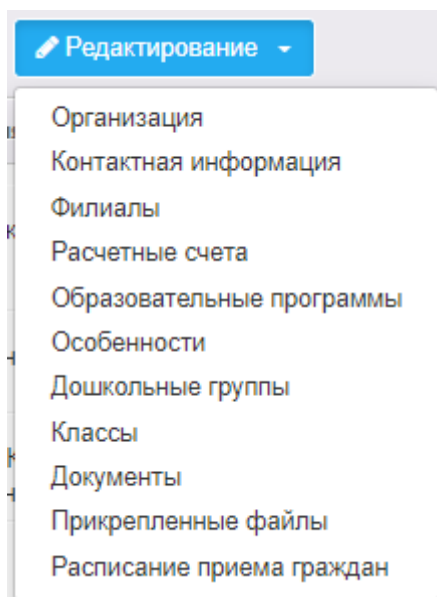 Редактирование
Организация
Контактная информация
Филиалы
Расчетные счета
Образовательные программы
Особенности
Дошкольные группы
Классы
Документы
Прикрепленные файлы
Расписание приема граждан